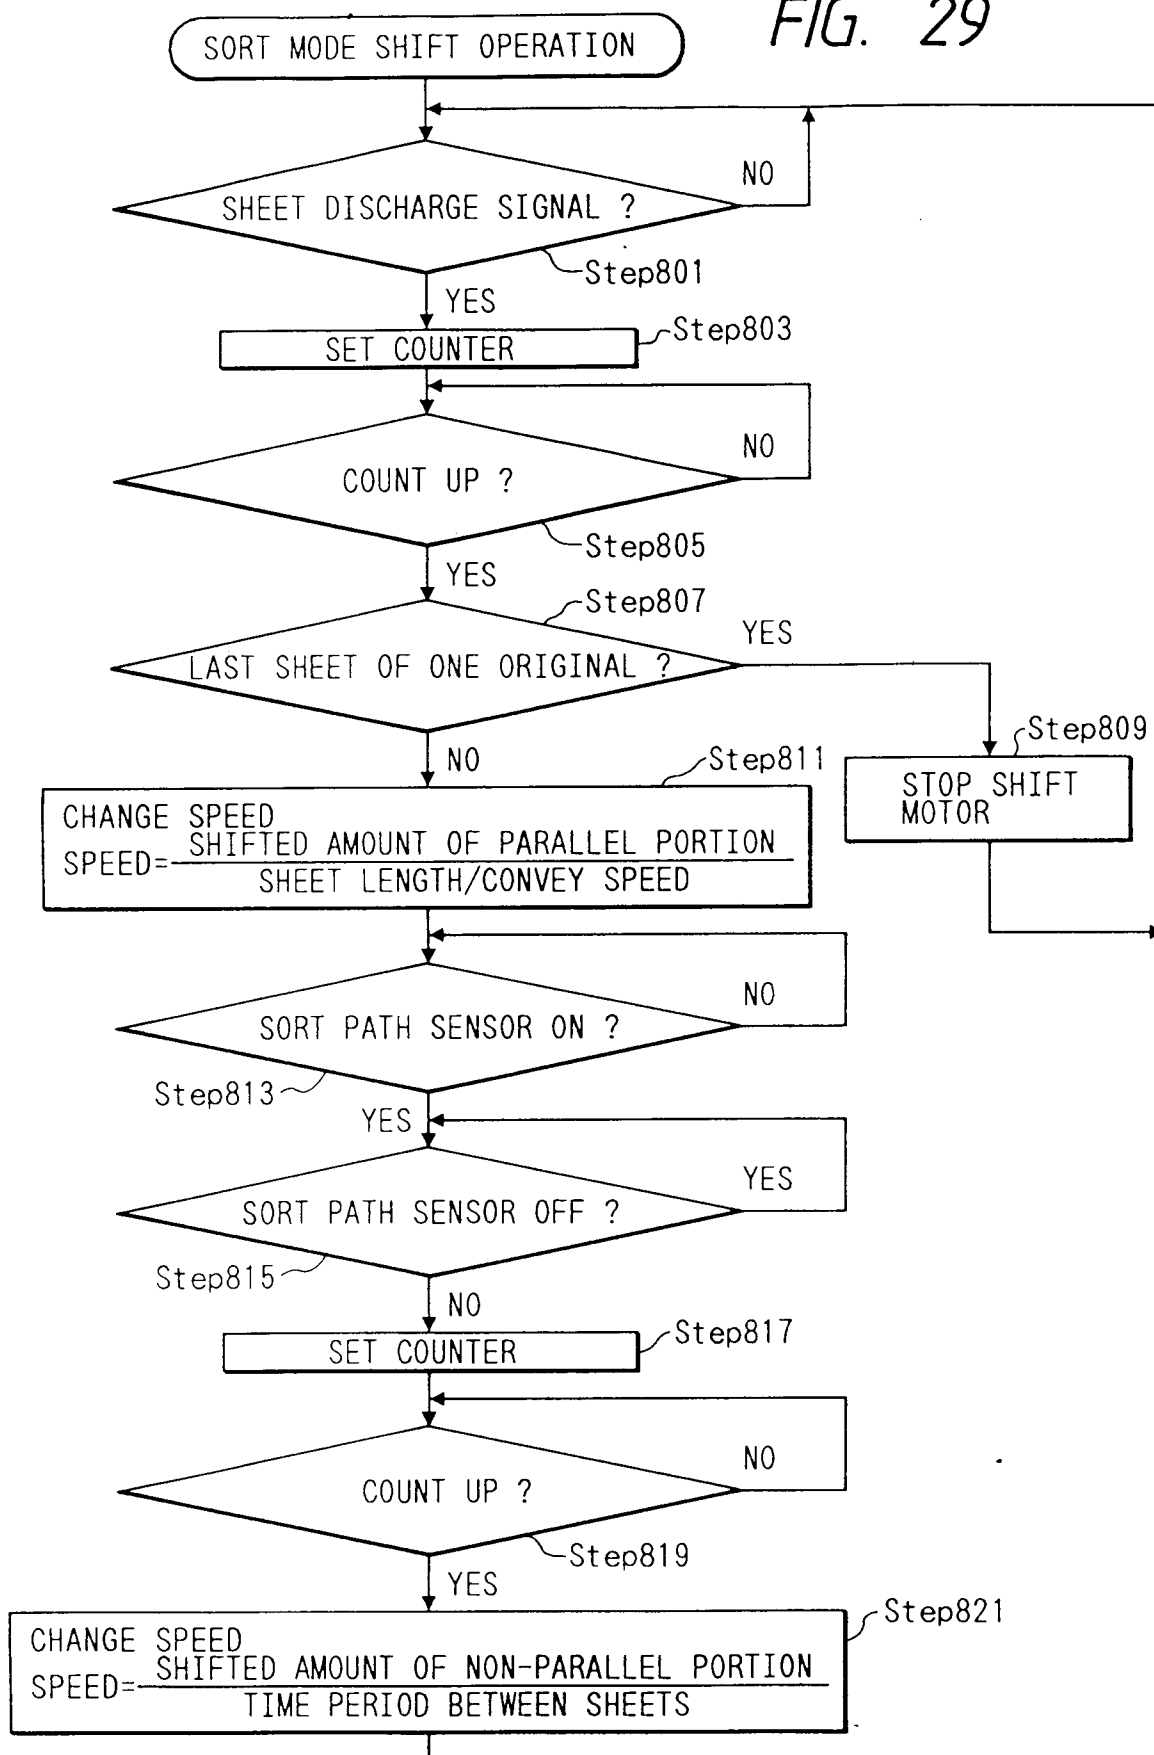 FIG. 29
SORT MODE SHIFT OPERATION
NO
SHEET DISCHARGE SIGNAL ?
Step801
YES
Step803
SET COUNTER
NO
COUNT UP ?
Step805
YES
Step807
YES
LAST SHEET OF ONE ORIGINAL ?
Step809
NO
Step811
STOP SHIFT
MOTOR
CHANGE SPEED
SPEED=SHIFTED AMOUNT OF PARALLEL PORTION
SHEET LENGTH/CONVEY SPEED
NO
SORT PATH SENSOR ON ?
Step813
YES
YES
SORT PATH SENSOR OFF ?
Step815
NO
Step817
SET COUNTER
NO
COUNT UP ?
Step819
YES
Step821
CHANGE SPEED
SPEED=SHIFTED AMOUNT OF NON-PARALLEL PORTION
TIME PERIOD BETWEEN SHEETS